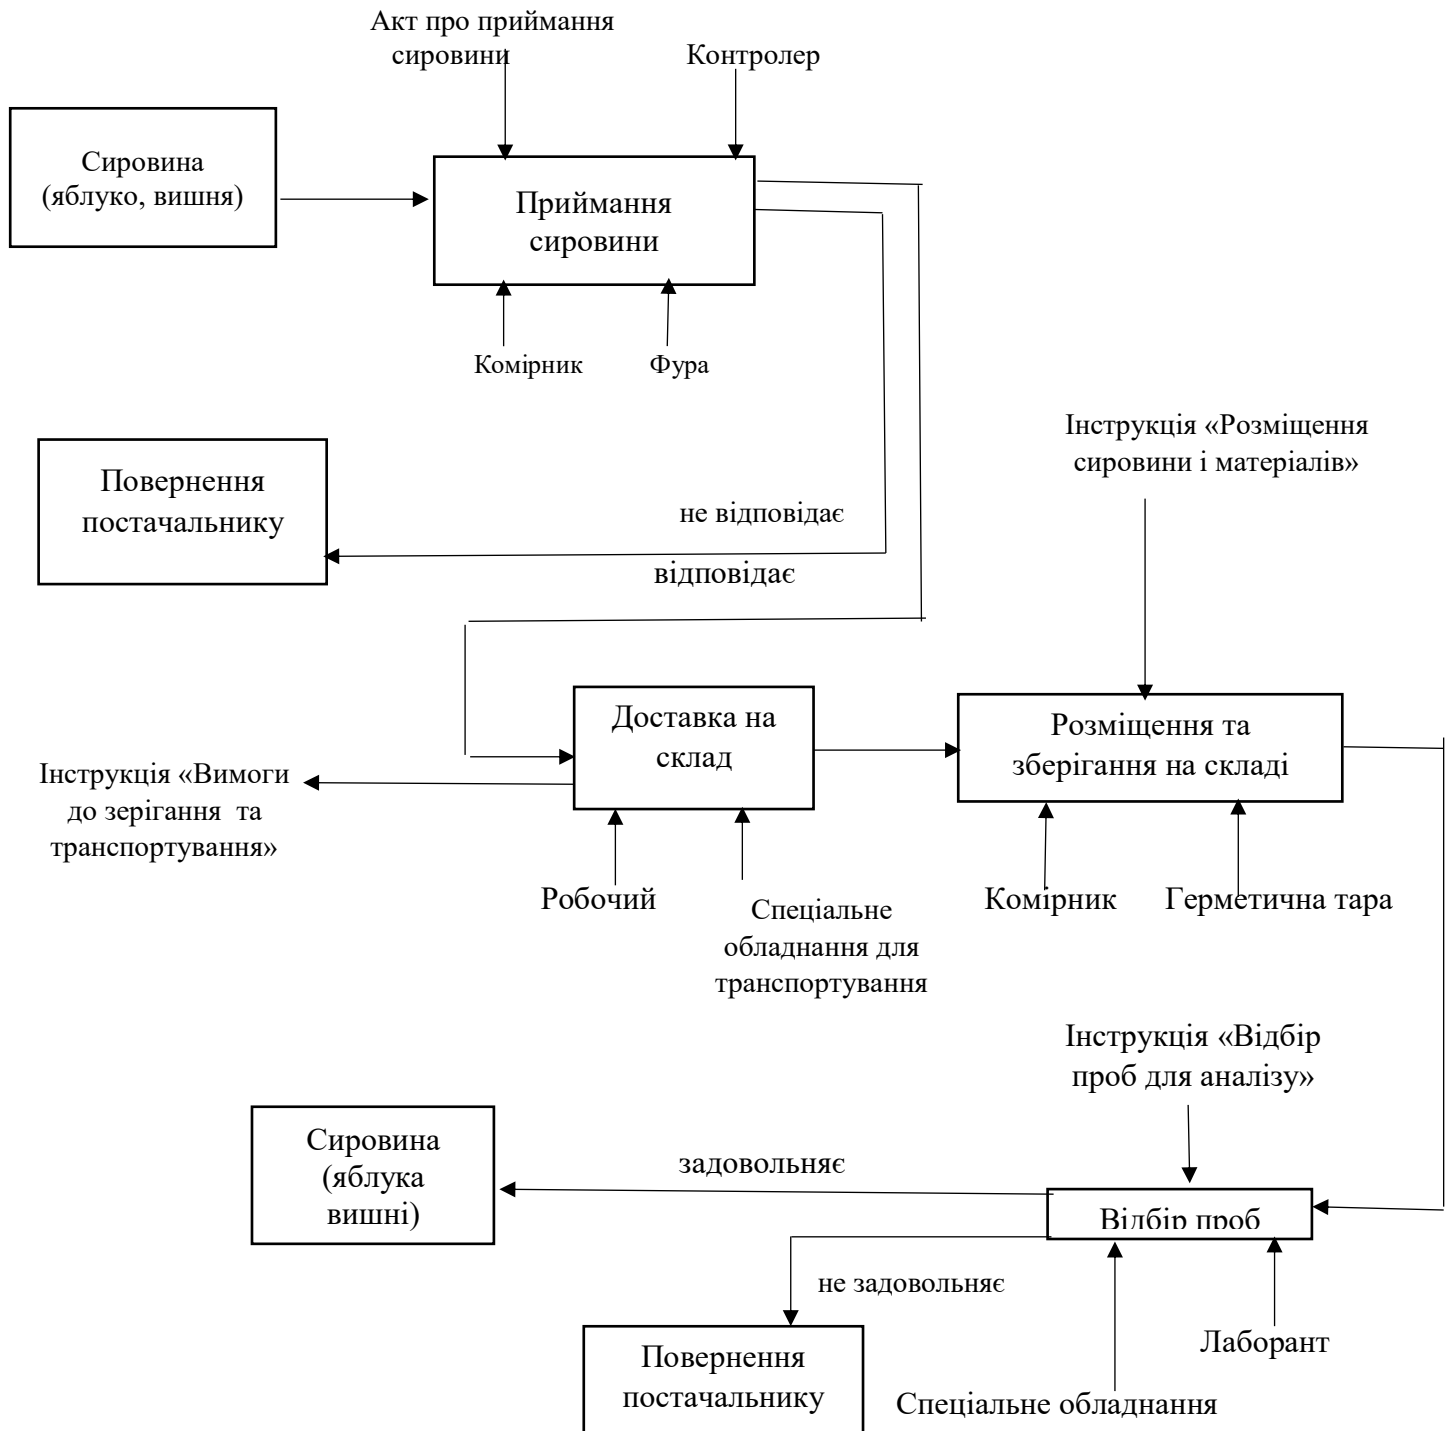 Акт про приймання
сировини
Контролер
Сировина
(яблуко, вишня)
Приймання
сировини
Комірник
Фура
Інструкція «Розміщення
сировини і матеріалів»
Повернення
постачальнику
не відповідає
відповідає
Доставка на
склад
Розміщення та
зберігання на складі
Інструкція «Вимоги
до зерігання та
транспортування»
Робочий
Спеціальне
обладнання для
транспортування
Комірник
Герметична тара
Інструкція «Відбір
проб для аналізу»
Сировина
(яблука
вишні)
задовольняє
Відбір проб
не задовольняє
Лаборант
Повернення
постачальнику
Спеціальне обладнання